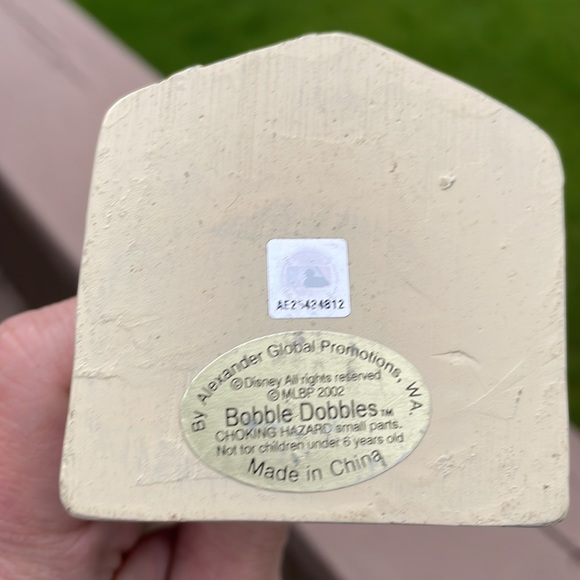 AE25424812
By Alexander Global Promotions, WA.
©Disney All rights reserved
©MLBP 2002
Bobble Dobbles™
CHOKING HAZARD small parts.
Not for children under 6 years old
Made in China